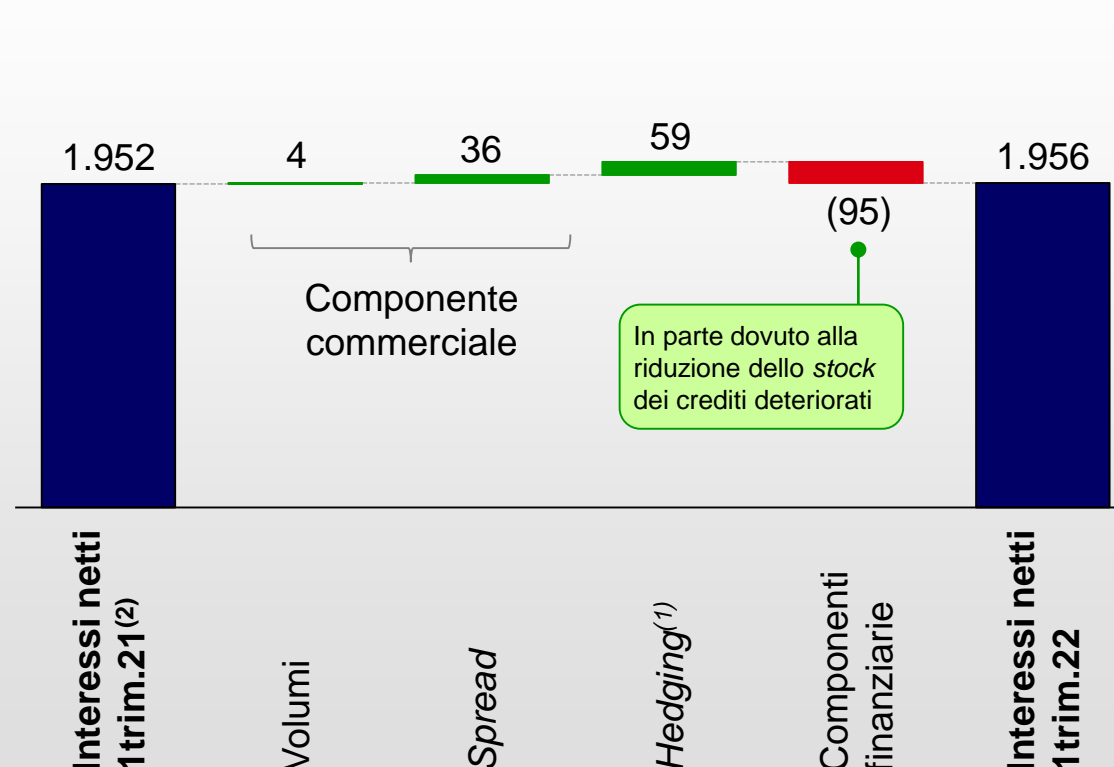 1.952
4
36
59
(95)
1.956
Componente
commerciale
In parte dovuto alla
riduzione dello stock
dei crediti deteriorati
Interessi netti
1trim.21(2)
Volumi
Spread
Hedging(1)
Componenti
finanziarie
Interessi netti
1trim.22